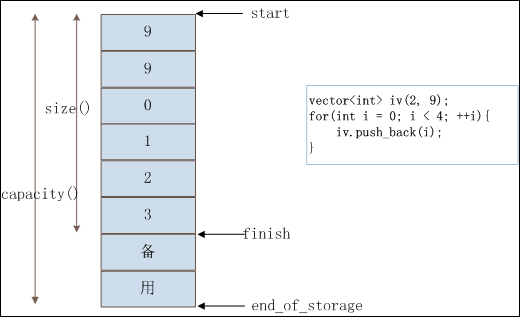 start
9
9
size()
0
1
2
capacity()
3
finish
备
用
end_of_storage
vector<int> iv(2, 9);
for(int i = 0; i < 4; ++i){
    iv.push_back(i);
}